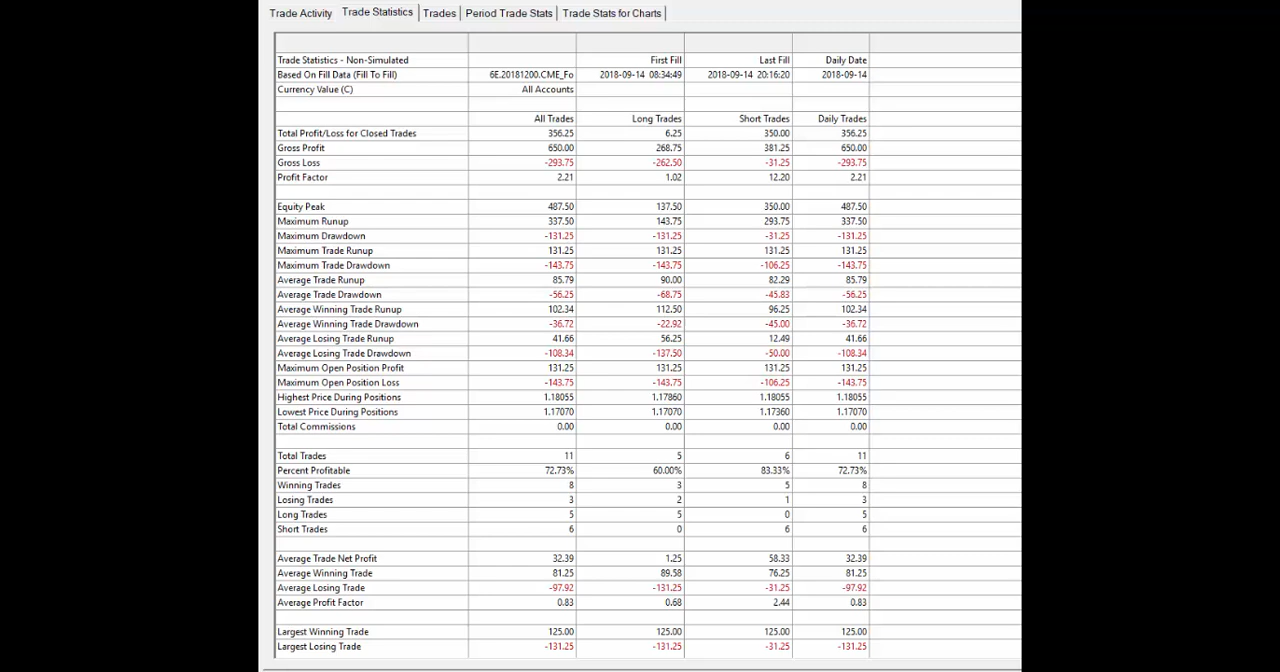 Trade Activity Trade Statistics Trades Period Trade Stats Trade Stats for Charts
Trade Statistics - Non-Simulated First Fill Last Fill Daily Date
Based On Fill Data (Fill To Fill) 6E.20181200.CME_Fo 2018-09-14 08:34:49 2018-09-14 20:16:20 2018-09-14
Currency Value (C) All Accounts
All Trades Long Trades Short Trades Daily Trades
Total Profit/Loss for Closed Trades 356.25 6.25 350.00 356.25
Gross Profit 650.00 268.75 381.25 650.00
Gross Loss -293.75 -262.50 -31.25 -293.75
Profit Factor 2.21 1.02 12.20 2.21
Equity Peak 487.50 137.50 350.00 487.50
Maximum Runup 337.50 143.75 293.75 337.50
Maximum Drawdown -131.25 -131.25 -31.25 -131.25
Maximum Trade Runup 131.25 131.25 131.25 131.25
Maximum Trade Drawdown -143.75 -143.75 -106.25 -143.75
Average Trade Runup 85.79 90.00 82.29 85.79
Average Trade Drawdown -56.25 -68.75 -45.83 -56.25
Average Winning Trade Runup 102.34 112.50 96.25 102.34
Average Winning Trade Drawdown -36.72 -22.92 -45.00 -36.72
Average Losing Trade Runup 41.66 56.25 12.49 41.66
Average Losing Trade Drawdown -108.34 -137.50 -50.00 -108.34
Maximum Open Position Profit 131.25 131.25 131.25 131.25
Maximum Open Position Loss -143.75 -143.75 -106.25 -143.75
Highest Price During Positions 1.18055 1.17860 1.18055 1.18055
Lowest Price During Positions 1.17070 1.17070 1.17360 1.17070
Total Commissions 0.00 0.00 0.00 0.00
Total Trades 11 5 6 11
Percent Profitable 72.73% 60.00% 83.33% 72.73%
Winning Trades 8 3 5 8
Losing Trades 3 2 1 3
Long Trades 5 5 0 5
Short Trades 6 0 6 6
Average Trade Net Profit 32.39 1.25 58.33 32.39
Average Winning Trade 81.25 89.58 76.25 81.25
Average Losing Trade -97.92 -131.25 -31.25 -97.92
Average Profit Factor 0.83 0.68 2.44 0.83
Largest Winning Trade 125.00 125.00 125.00 125.00
Largest Losing Trade -131.25 -131.25 -31.25 -131.25